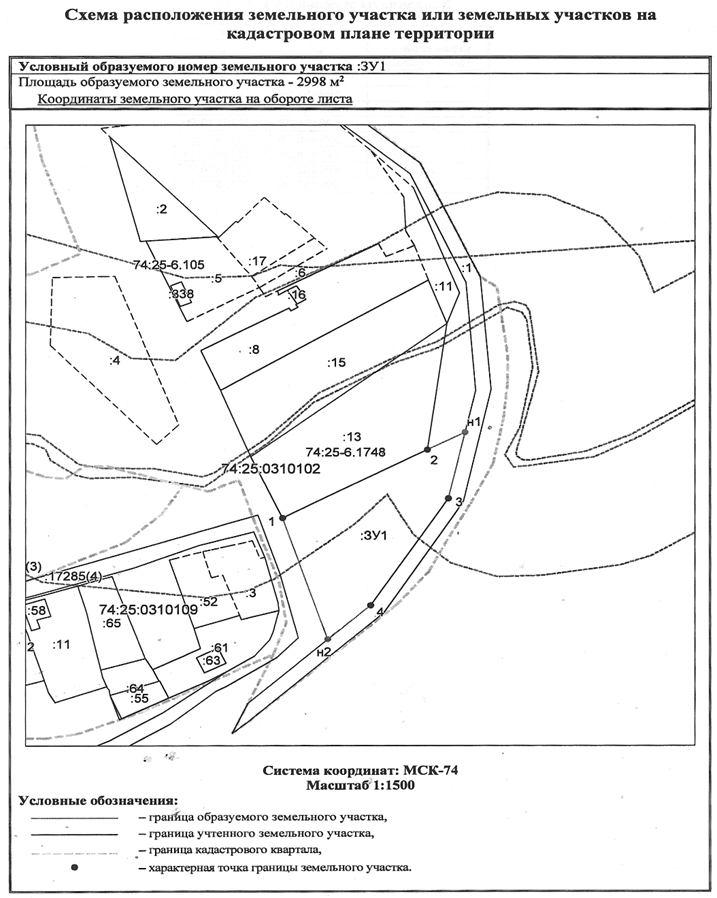 Схема расположения земельного участка или земельных участков на
кадастровом плане территории
Условный образуемого номер земельного участка :ЗУ1
Площадь образуемого земельного участка - 2998 м²
Координаты земельного участка на обороте листа
:2
:17
74:25-6.105
:5
:6
:1
:338
:16
:11
:4
:8
:15
н1
:13
74:25-6.1748
2
74:25:0310102
3
1
:ЗУ1
(3)
:17285(4)
:58
74:25:0310109
:52
:3
:65
4
2
:11
:61
:63
н2
:64
:55
Система координат: МСК-74
Масштаб 1:1500
Условные обозначения:
– граница образуемого земельного участка,
– граница учтенного земельного участка,
– граница кадастрового квартала,
– характерная точка границы земельного участка.